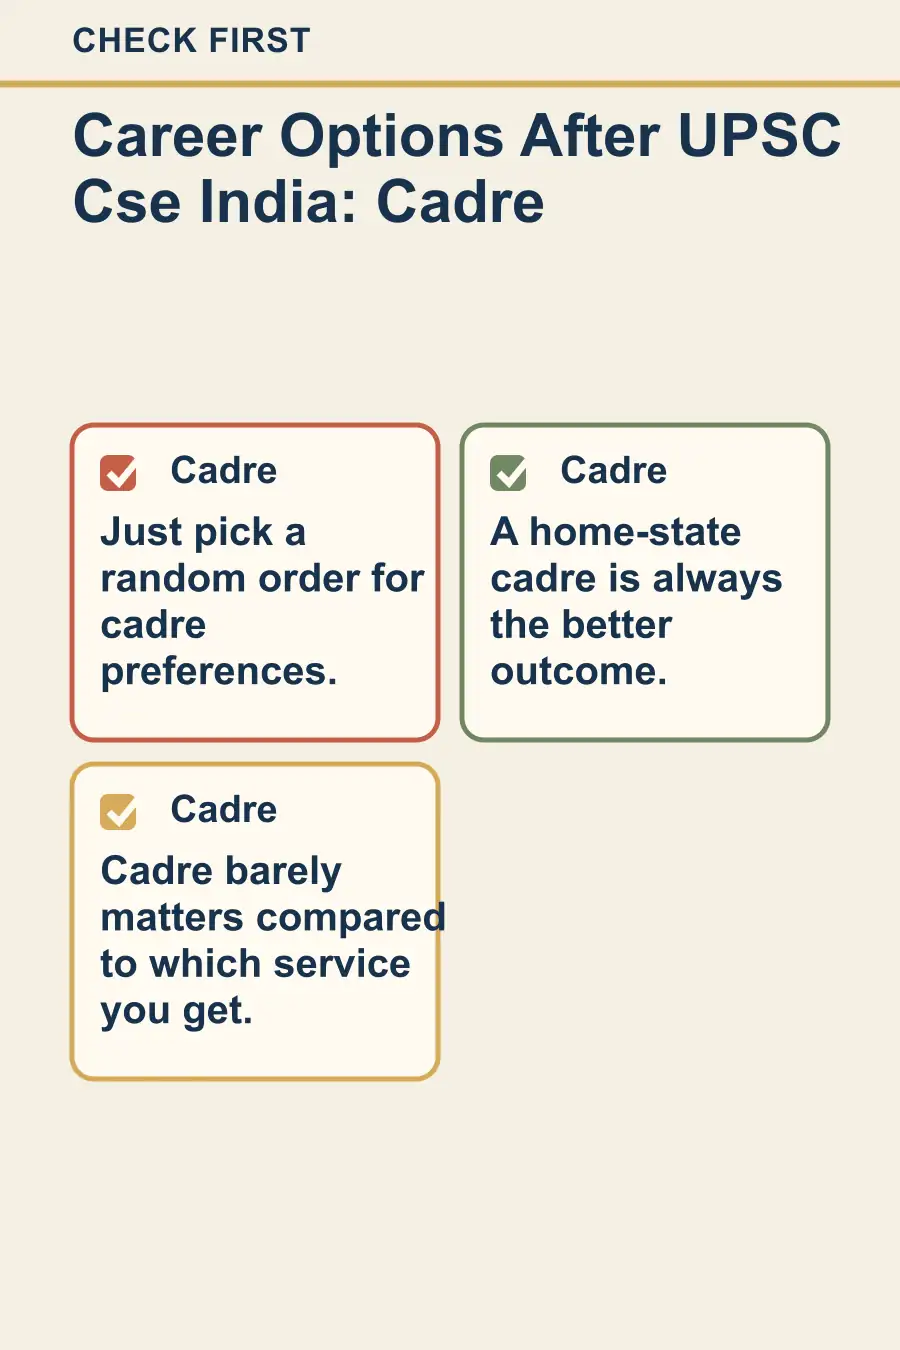 CHECK FIRST
Career Options After UPSC
Cse India: Cadre
Cadre
Just pick a
random order for
cadre
preferences.
Cadre
A home-state
cadre is always
the better
outcome.
Cadre
Cadre barely
matters compared
to which service
you get.